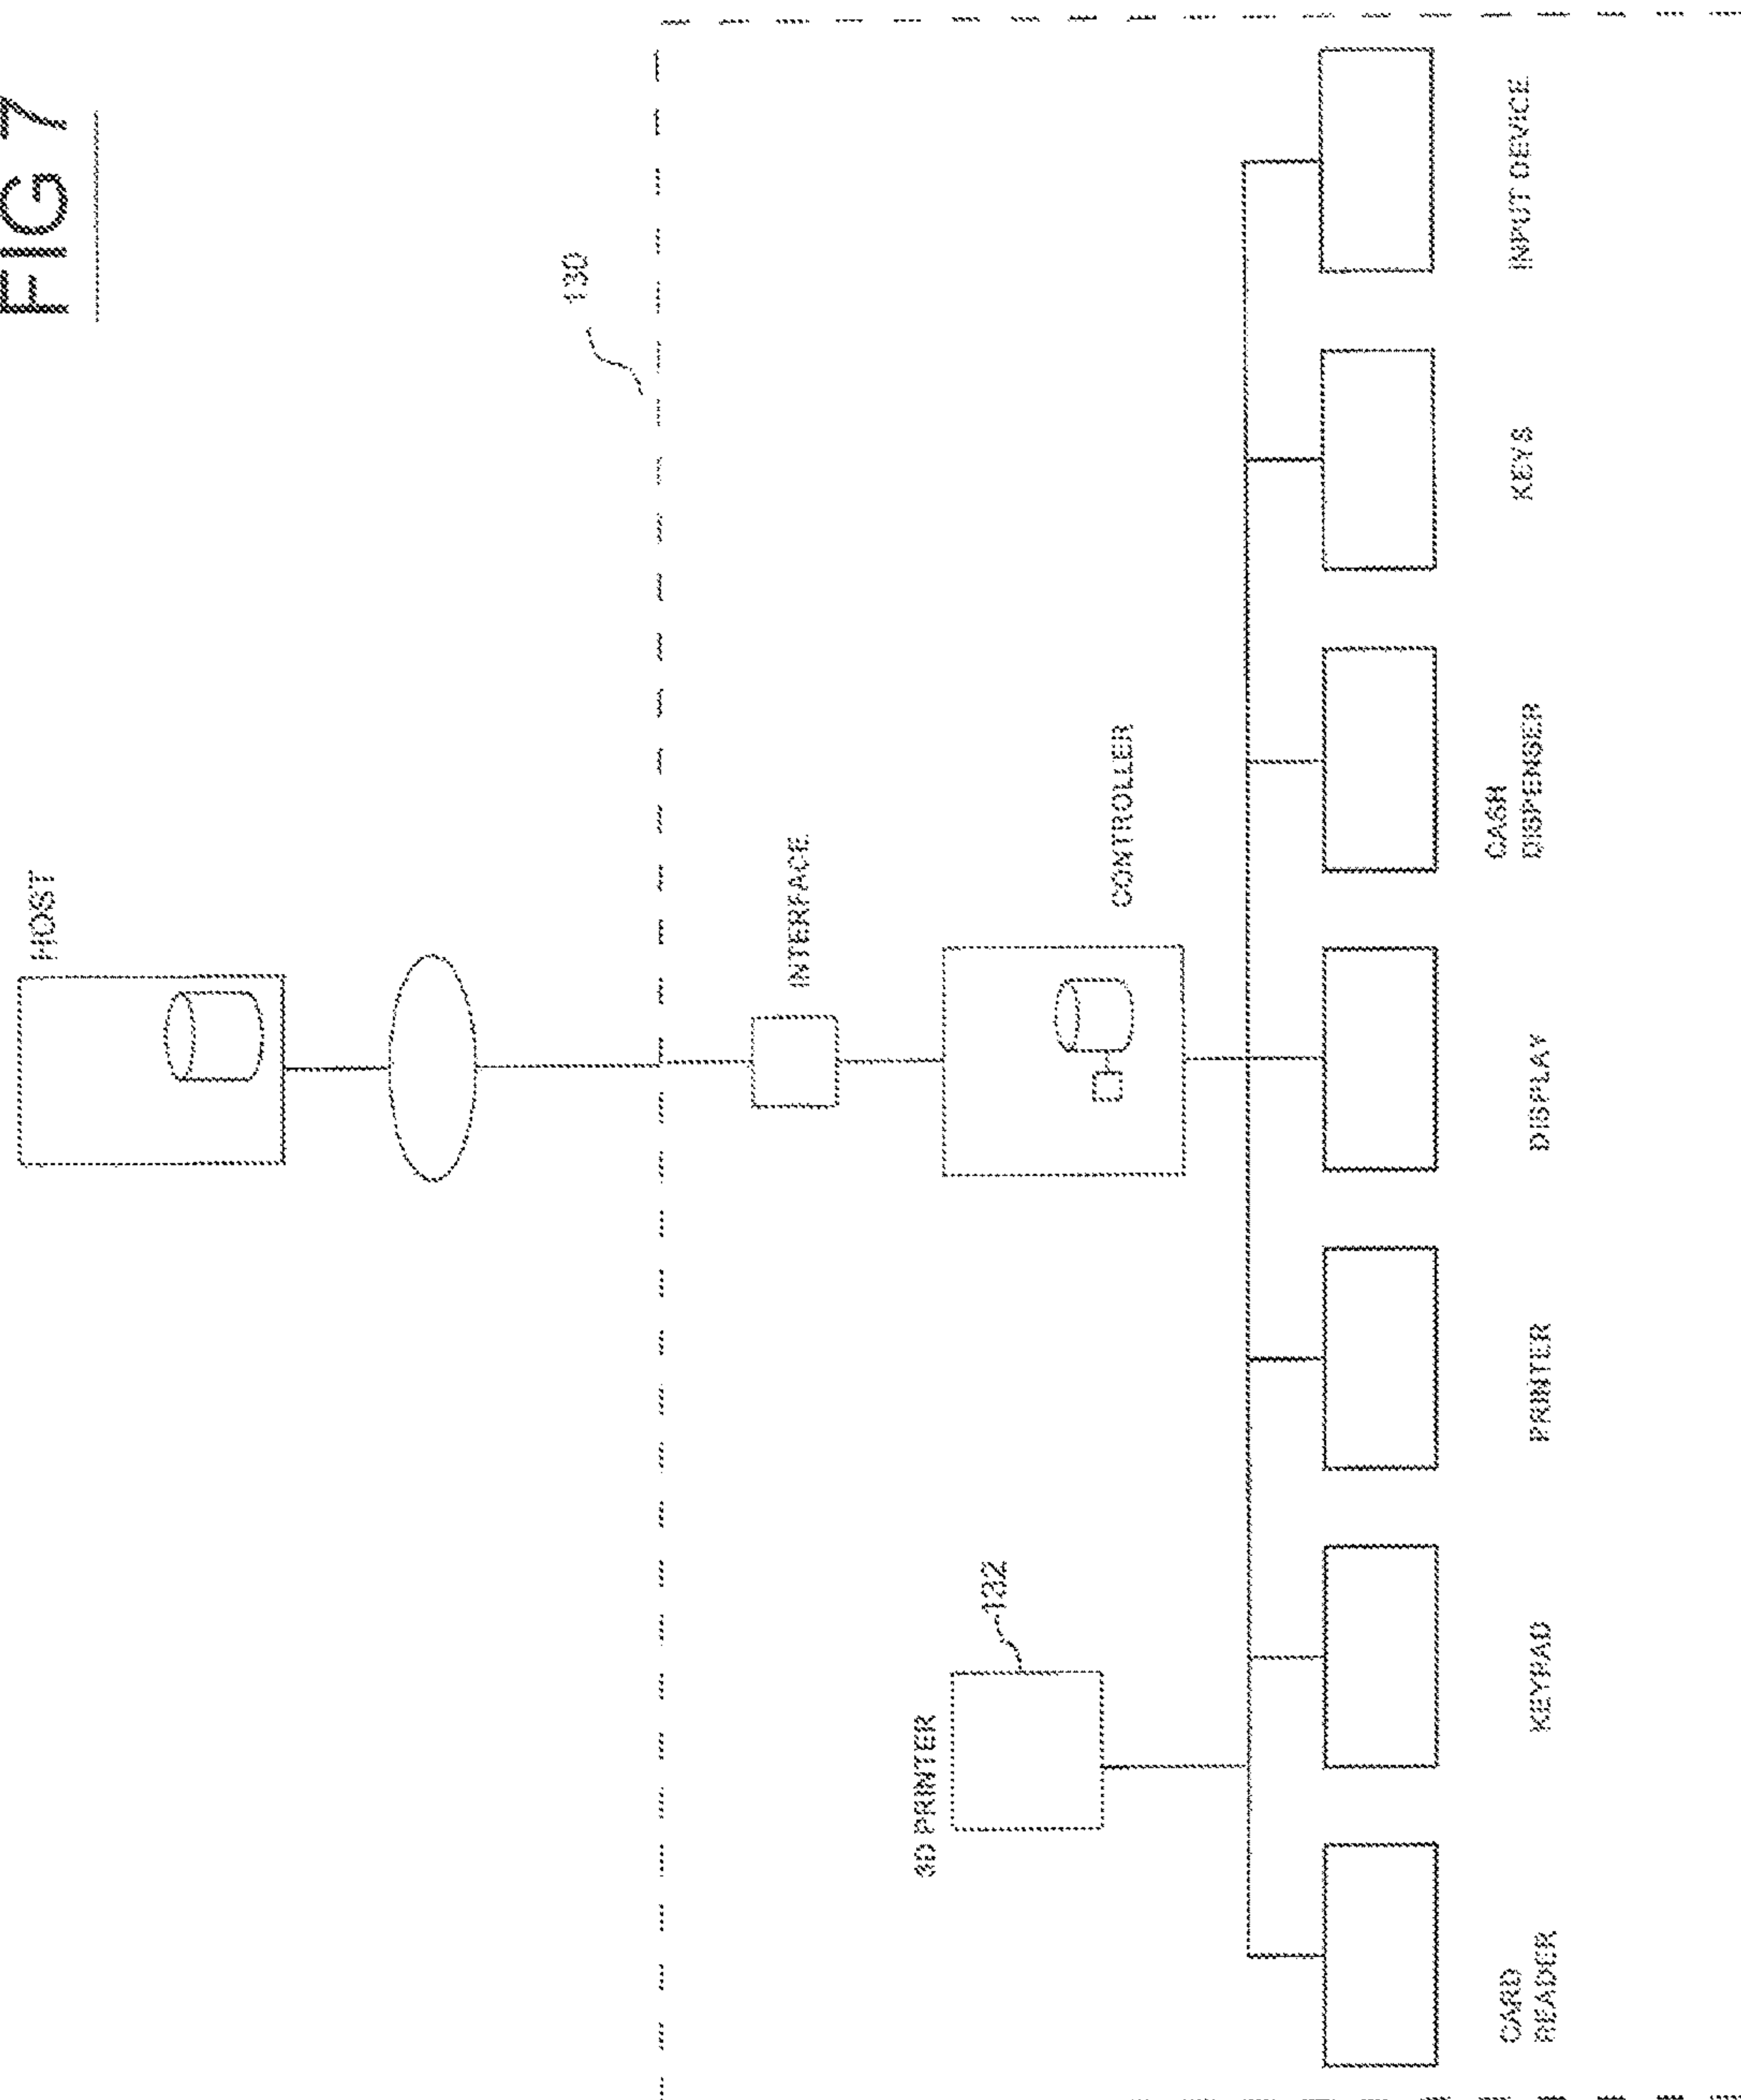 FIG 7
HOST
130
INTERFACE
CONTROLLER
3D PRINTER
132
CARD
READER
KEYPAD
PRINTER
DISPLAY
CASH
DISPENSER
KEYS
INPUT DEVICE